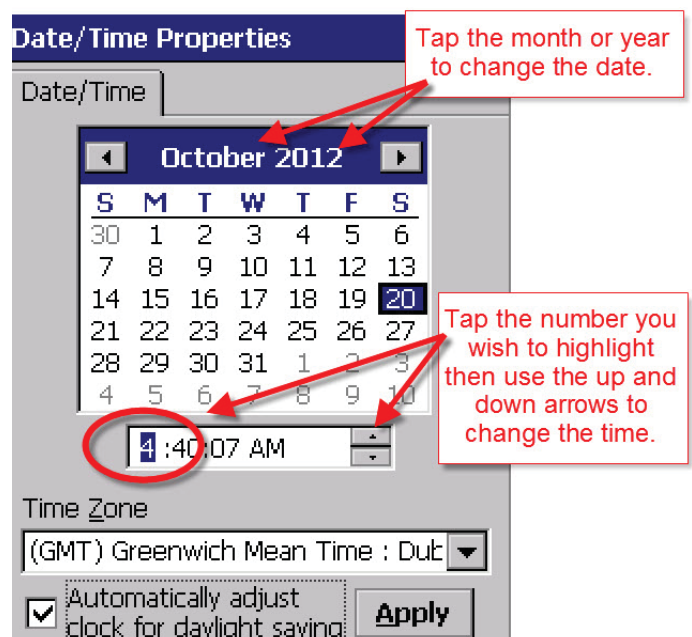 Date/Time Properties
Tap the month or year
to change the date.
Date/Time
October 2012
S M T W T F S
30 1 2 3 4 5 6
7 8 9 10 11 12 13
14 15 16 17 18 19 20
21 22 23 24 25 26 27
28 29 30 31 1 2 3
4 5 6 7 8 9 10
Tap the number you
wish to highlight
then use the up and
down arrows to
change the time.
4 :40:07 AM
Time Zone
(GMT) Greenwich Mean Time : Dub
Automatically adjust
clock for daylight saving
Apply